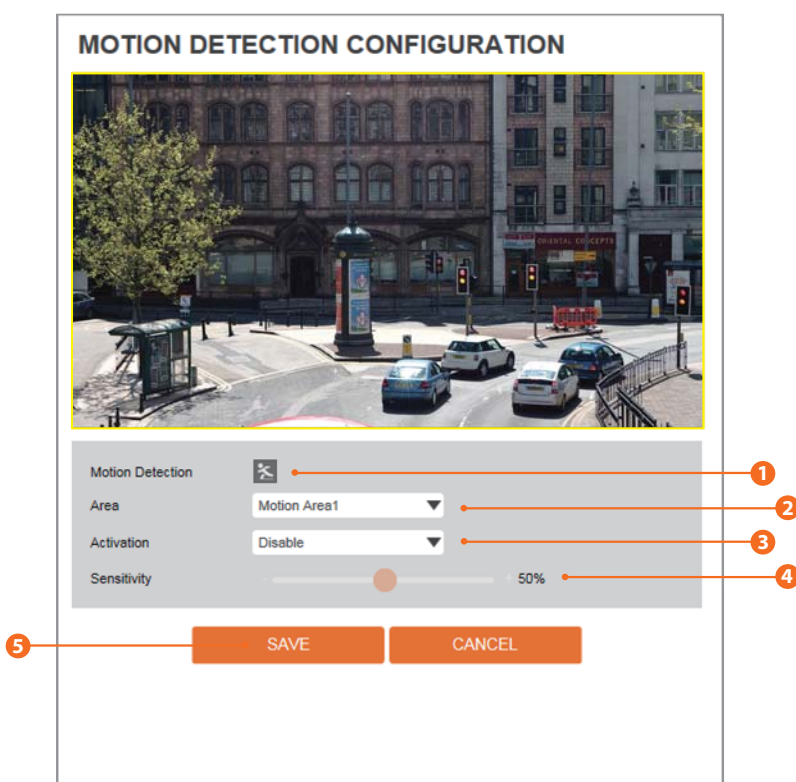 MOTION DETECTION CONFIGURATION
ORIENTAL CONCEPTS
Motion Detection
1
Area
Motion Area1
2
Activation
Disable
3
Sensitivity
- + 50%
4
5
SAVE
CANCEL